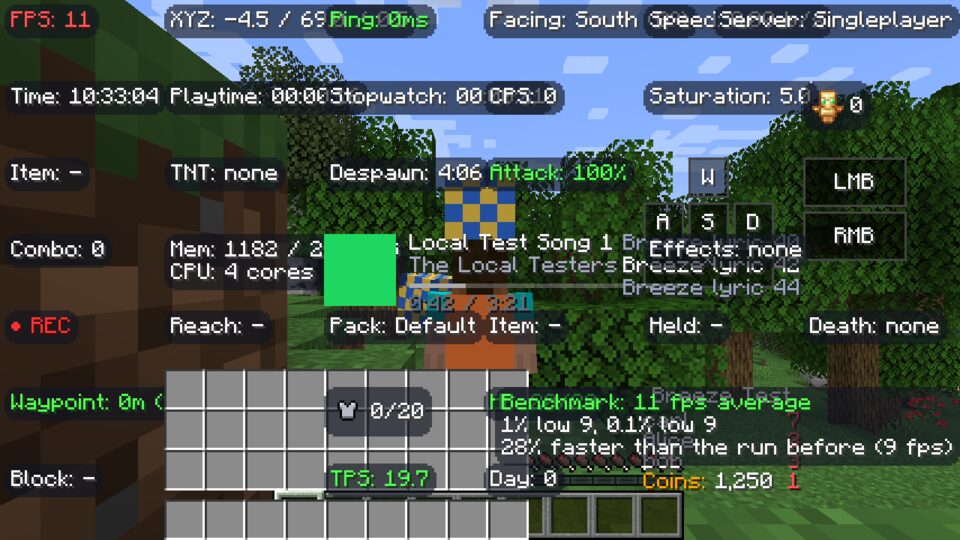 FPS: 11
XYZ: -4.5 / 69
Ping: 0ms
Facing: South
Speed
Server: Singleplayer
Time: 10:33:04
Playtime: 00:00
Stopwatch: 00
CPS: 0
Saturation: 5.0
0
Item: -
TNT: none
Despawn: 4:06
Attack: 100%
W
LMB
A S D
RMB
Combo: 0
Mem: 1182 / 2
CPU: 4 cores
Local Test Song 1
The Local Testers
0:42 / 3:21
Effects: none
Breeze lyric 44
REC
Reach: -
Pack: Default
Item: -
Held: -
Death: none
Waypoint: 0m (
0/20
Breeze Test
Benchmark: 11 fps average
1% low 9, 0.1% low 9
28% faster than the run before (9 fps)
Block: -
TPS: 19.7
Day: 0
Coins: 1,250 1